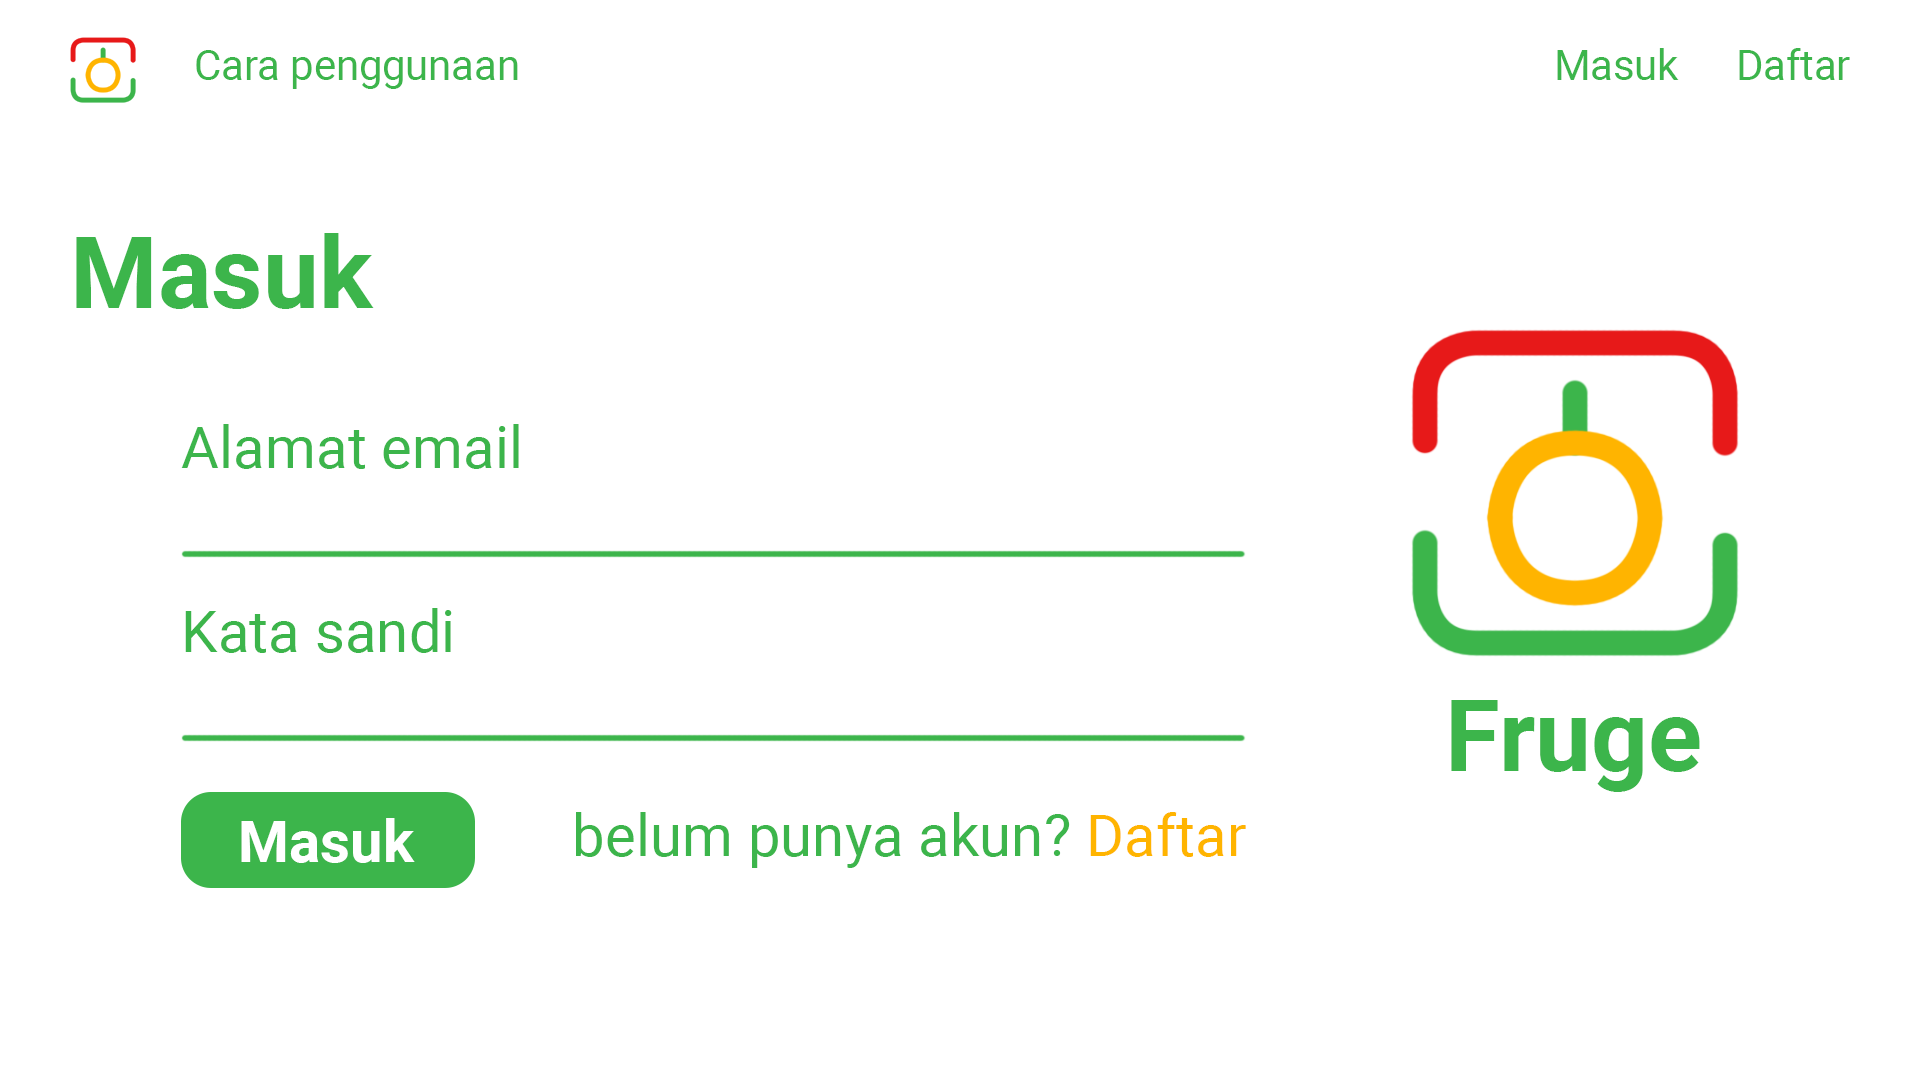 Cara penggunaan
Masuk
Daftar
Masuk
Alamat email
Kata sandi
Masuk
belum punya akun? Daftar
Fruge